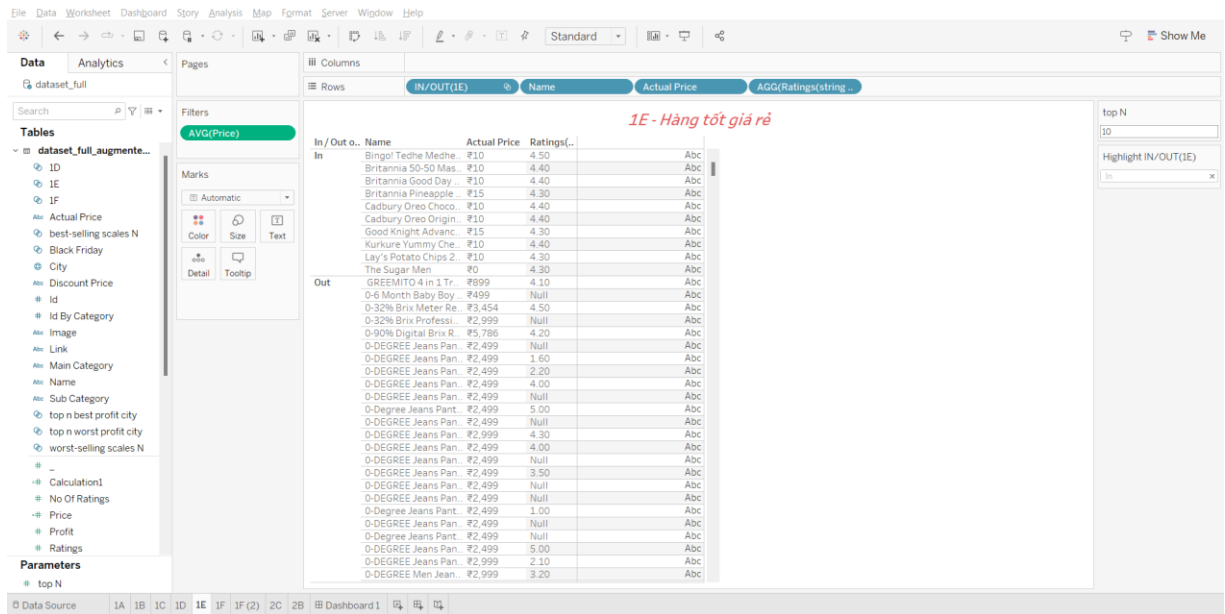 File Data Worksheet Dashboard Story Analysis Map Format Server Window Help
Standard
Show Me
Data Analytics
dataset_full
Search
Tables
dataset_full_augmente...
1D
1E
1F
Abc Actual Price
best-selling scales N
Black Friday
City
Abc Discount Price
# Id
# Id By Category
Abc Image
Abc Link
Abc Main Category
Abc Name
Abc Sub Category
top n best profit city
top n worst profit city
worst-selling scales N
# _
=# Calculation1
# No Of Ratings
=# Price
# Profit
# Ratings
Parameters
# top N
Pages
Filters
AVG(Price)
Marks
Automatic
Color Size Text
Detail Tooltip
Columns
Rows IN/OUT(1E) Name Actual Price AGG(Ratings(string ..
1E - Hàng tốt giá rẻ
In / Out o.. Name Actual Price Ratings(..
In Bingo! Tedhe Medhe.. ₹10 4.50 Abc
Britannia 50-50 Mas.. ₹10 4.40 Abc
Britannia Good Day .. ₹10 4.40 Abc
Britannia Pineapple .. ₹15 4.30 Abc
Cadbury Oreo Choco.. ₹10 4.40 Abc
Cadbury Oreo Origin.. ₹10 4.40 Abc
Good Knight Advanc.. ₹15 4.30 Abc
Kurkure Yummy Che.. ₹10 4.40 Abc
Lay's Potato Chips 2.. ₹10 4.30 Abc
The Sugar Men ₹0 4.30 Abc
Out GREEMITO 4 in 1 Tr.. ₹899 4.10 Abc
0-6 Month Baby Boy .. ₹499 Null Abc
0-32% Brix Meter Re.. ₹3,454 4.50 Abc
0-32% Brix Professi.. ₹2,999 Null Abc
0-90% Digital Brix R.. ₹5,786 4.20 Abc
0-DEGREE Jeans Pan.. ₹2,499 Null Abc
0-DEGREE Jeans Pan.. ₹2,499 1.60 Abc
0-DEGREE Jeans Pan.. ₹2,499 2.20 Abc
0-DEGREE Jeans Pan.. ₹2,499 4.00 Abc
0-DEGREE Jeans Pan.. ₹2,499 Null Abc
0-Degree Jeans Pant.. ₹2,499 5.00 Abc
0-DEGREE Jeans Pan.. ₹2,499 Null Abc
0-DEGREE Jeans Pan.. ₹2,999 4.30 Abc
0-DEGREE Jeans Pan.. ₹2,999 4.00 Abc
0-DEGREE Jeans Pan.. ₹2,499 Null Abc
0-DEGREE Jeans Pan.. ₹2,499 3.50 Abc
0-DEGREE Jeans Pan.. ₹2,499 Null Abc
0-DEGREE Jeans Pan.. ₹2,499 Null Abc
0-Degree Jeans Pant.. ₹2,499 1.00 Abc
0-DEGREE Jeans Pan.. ₹2,499 Null Abc
0-Degree Jeans Pant.. ₹2,499 Null Abc
0-DEGREE Jeans Pan.. ₹2,499 5.00 Abc
0-DEGREE Jeans Pan.. ₹2,999 2.10 Abc
0-DEGREE Men Jean.. ₹2,999 3.20 Abc
top N
10
Highlight IN/OUT(1E)
In
Data Source 1A 1B 1C 1D 1E 1F 1F (2) 2C 2B Dashboard 1